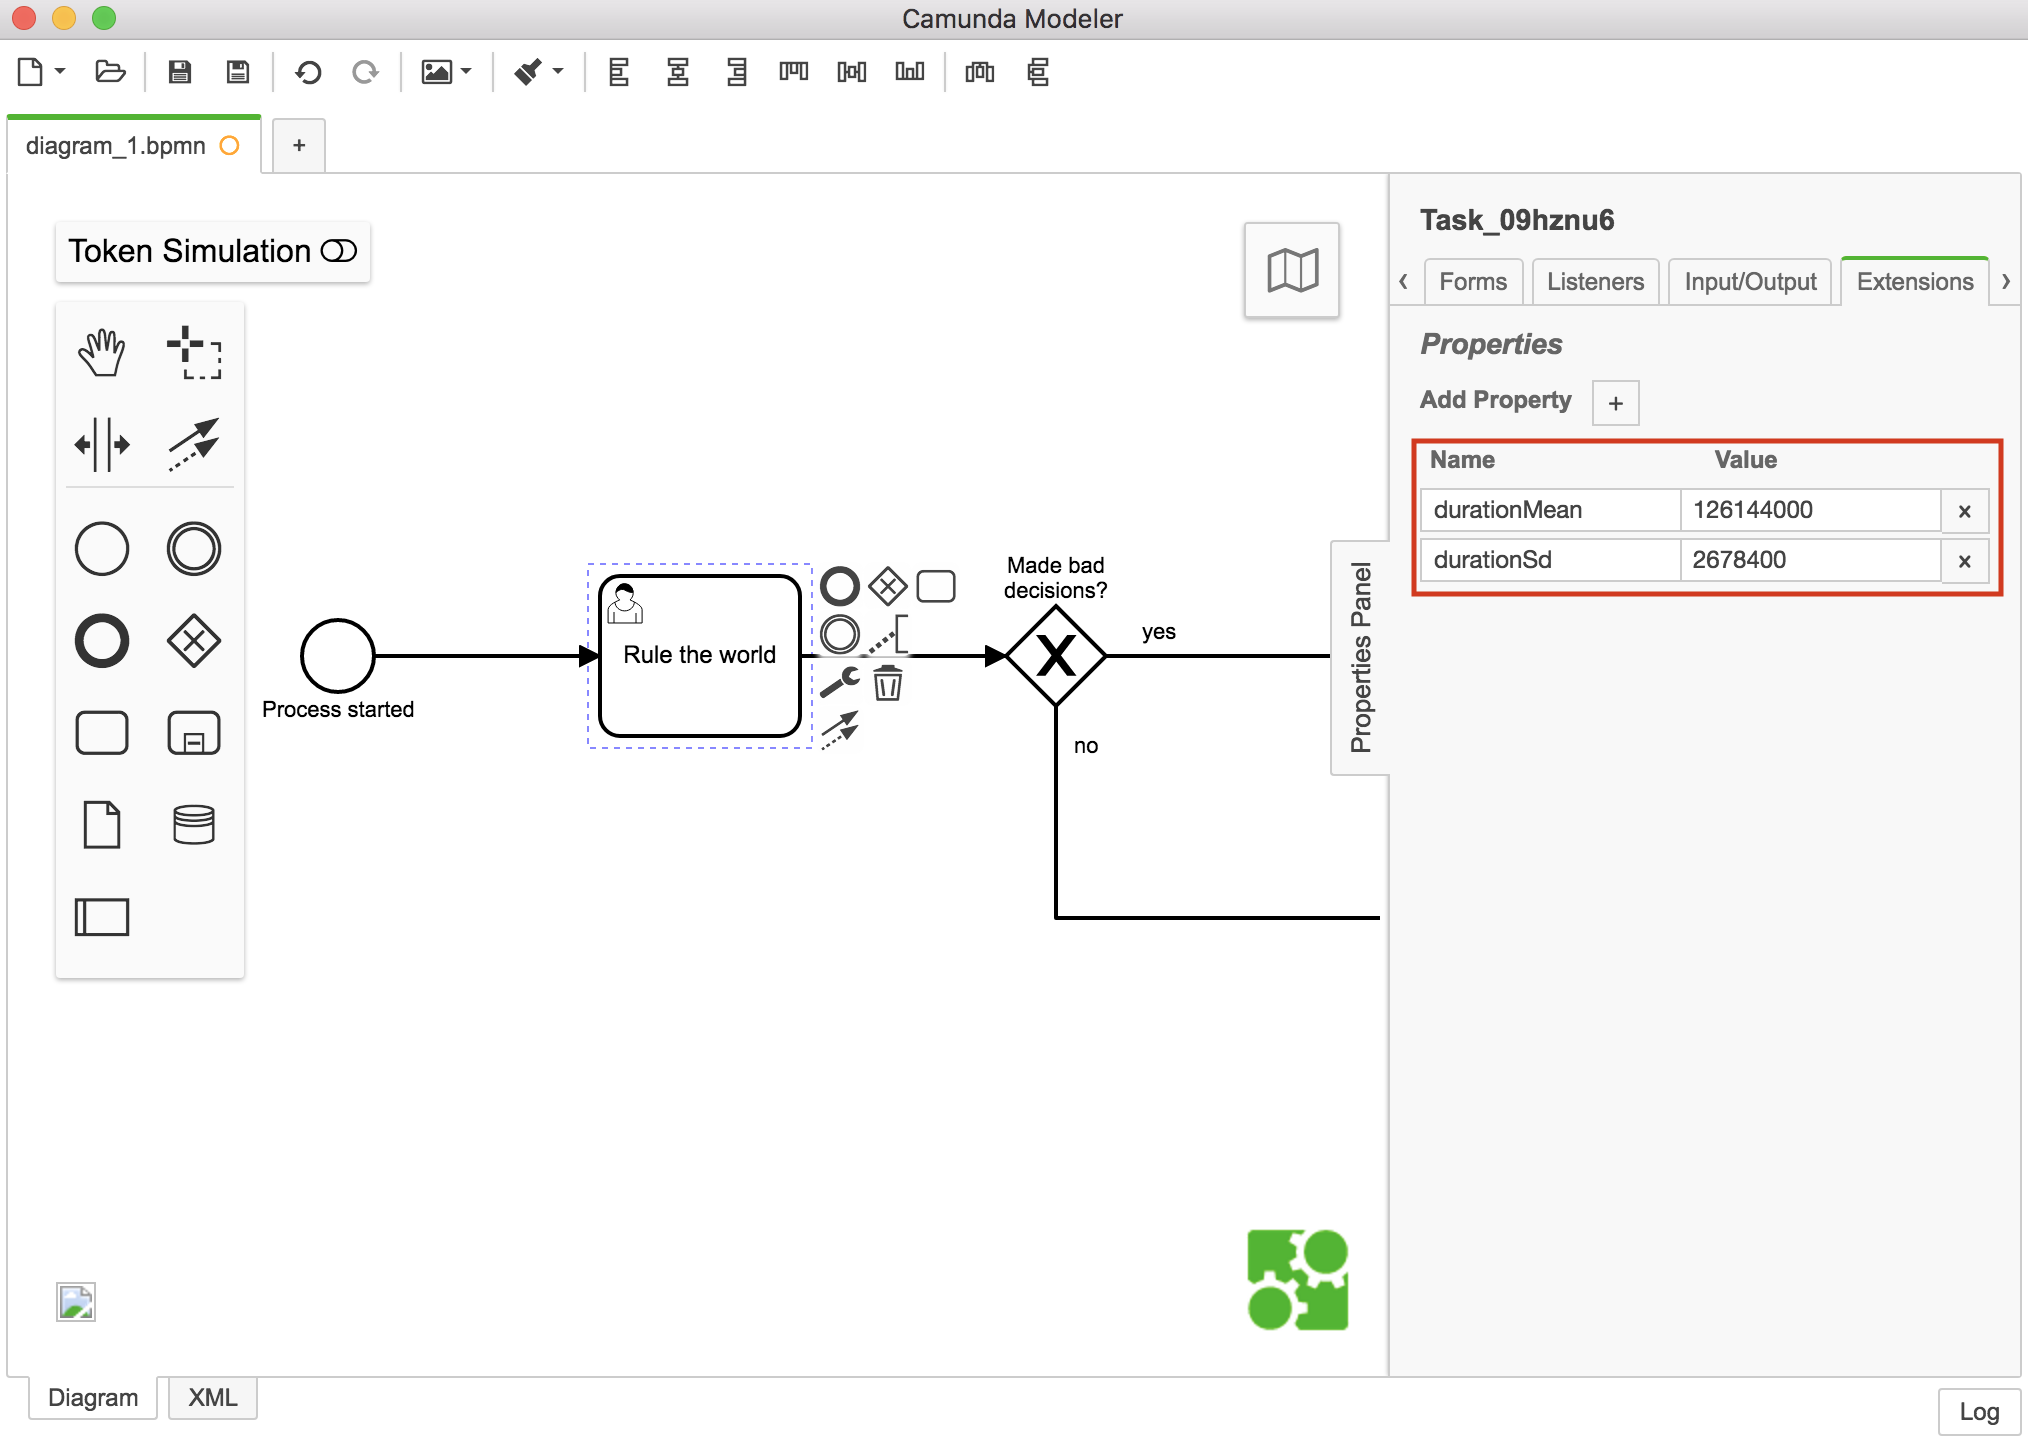 Camunda Modeler
diagram_1.bpmn
+
Token Simulation
Process started
Rule the world
Made bad
decisions?
yes
no
Properties Panel
Task_09hznu6
Forms
Listeners
Input/Output
Extensions
Properties
Add Property +
Name Value
durationMean 126144000 ×
durationSd 2678400 ×
Diagram
XML
Log